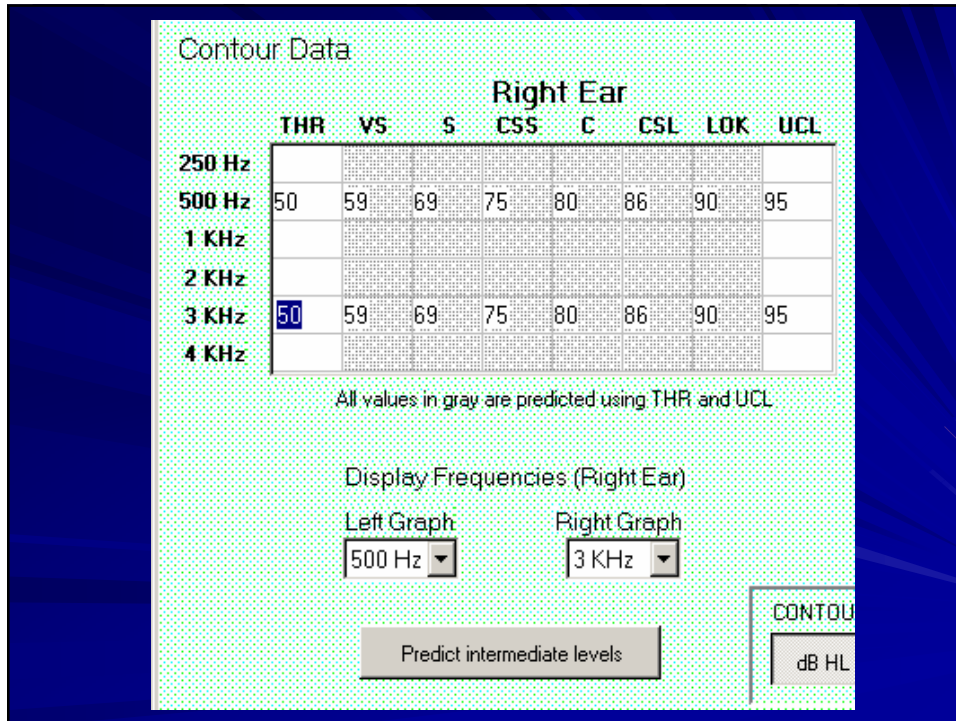 Contour Data
Right Ear
THR VS S CSS C CSL LOK UCL
250 Hz
500 Hz 50 59 69 75 80 86 90 95
1 KHz
2 KHz
3 KHz 50 59 69 75 80 86 90 95
4 KHz
All values in gray are predicted using THR and UCL
Display Frequencies (Right Ear)
Left Graph Right Graph
500 Hz 3 KHz
CONTOU
Predict intermediate levels dB HL